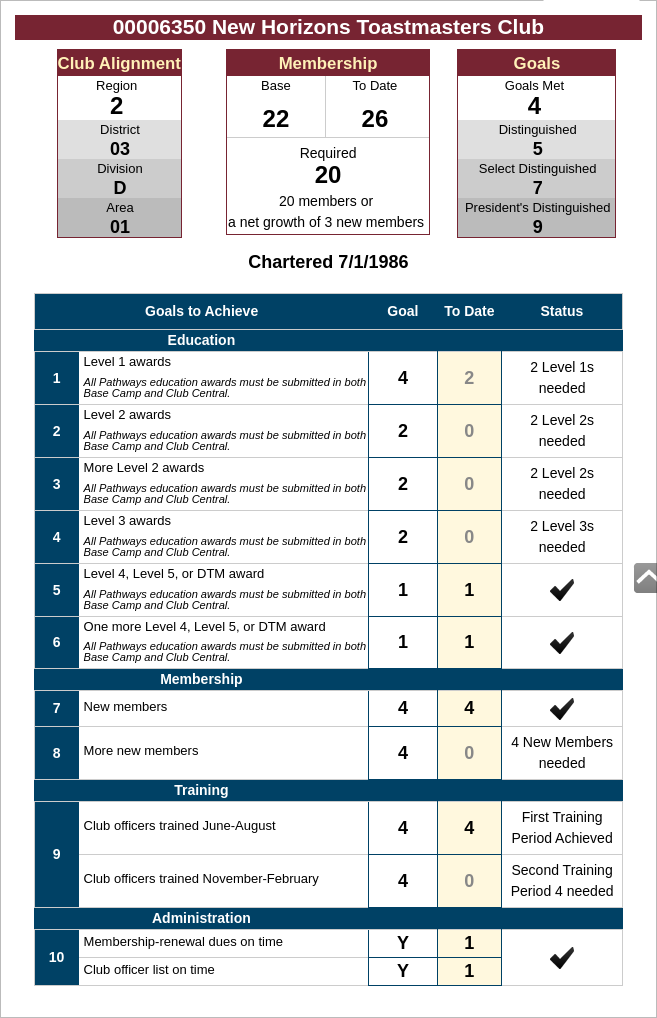 00006350 New Horizons Toastmasters Club
Club Alignment
Region
2
District
03
Division
D
Area
01
Membership
Base To Date
22 26
Required
20
20 members or
a net growth of 3 new members
Goals
Goals Met
4
Distinguished
5
Select Distinguished
7
President's Distinguished
9
Chartered 7/1/1986
Goals to Achieve Goal To Date Status
Education
1 Level 1 awards 4 2 2 Level 1s needed
All Pathways education awards must be submitted in both
Base Camp and Club Central.
2 Level 2 awards 2 0 2 Level 2s needed
All Pathways education awards must be submitted in both
Base Camp and Club Central.
3 More Level 2 awards 2 0 2 Level 2s needed
All Pathways education awards must be submitted in both
Base Camp and Club Central.
4 Level 3 awards 2 0 2 Level 3s needed
All Pathways education awards must be submitted in both
Base Camp and Club Central.
5 Level 4, Level 5, or DTM award 1 1
All Pathways education awards must be submitted in both
Base Camp and Club Central.
6 One more Level 4, Level 5, or DTM award 1 1
All Pathways education awards must be submitted in both
Base Camp and Club Central.
Membership
7 New members 4 4
8 More new members 4 0 4 New Members
needed
Training
9 Club officers trained June-August 4 4 First Training
Period Achieved
Club officers trained November-February 4 0 Second Training
Period 4 needed
Administration
10 Membership-renewal dues on time Y 1
Club officer list on time Y 1